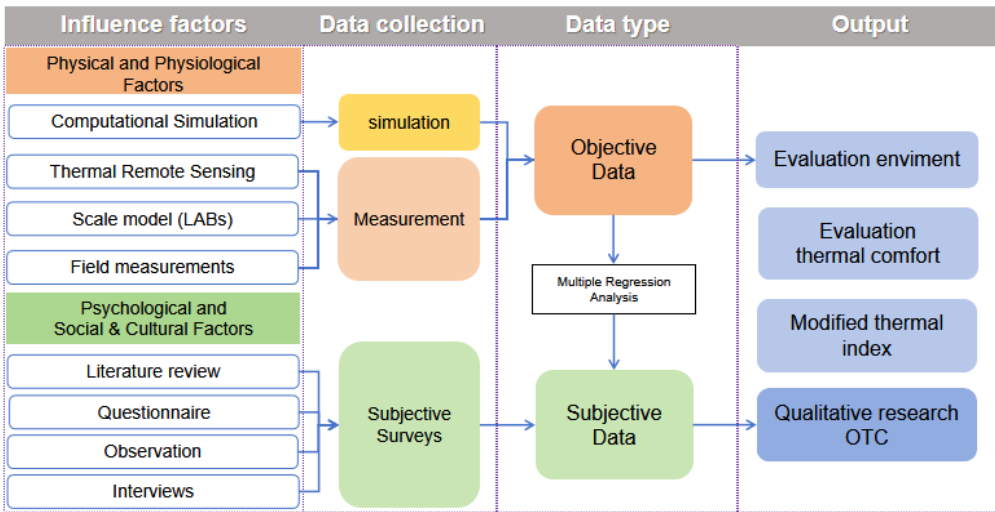 Influence factors
Data collection
Data type
Output
Physical and Physiological
Factors
Computational Simulation
Thermal Remote Sensing
Scale model (LABs)
Field measurements
Psychological and
Social & Cultural Factors
Literature review
Questionnaire
Observation
Interviews
simulation
Measurement
Subjective
Surveys
Objective
Data
Multiple Regression
Analysis
Subjective
Data
Evaluation enviment
Evaluation
thermal comfort
Modified thermal
index
Qualitative research
OTC